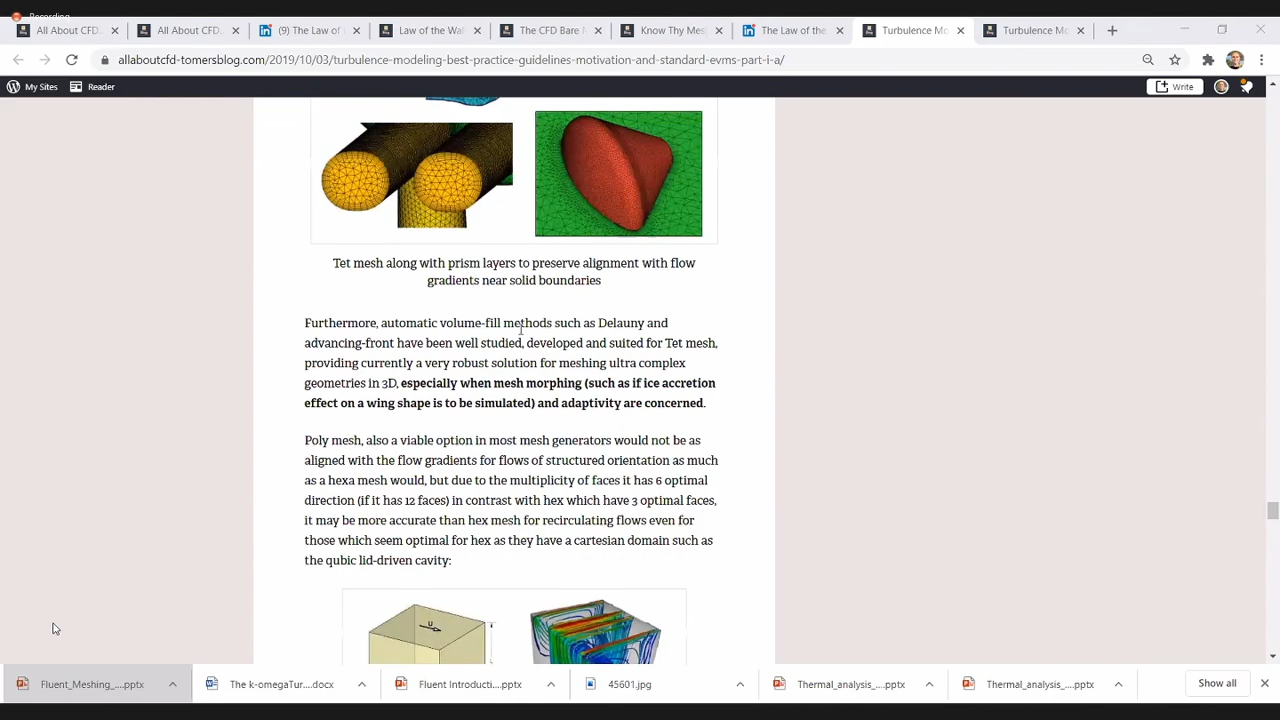 Recording
All About CFD...
All About CFD...
(9) The Law of
Law of the Wal
The CFD Bare
Know Thy Mes
The Law of the
Turbulence Mo
Turbulence Mo
allaboutcfd-tomersblog.com/2019/10/03/turbulence-modeling-best-practice-guidelines-motivation-and-standard-evms-part-i-a/
My Sites
Reader
Write
Tet mesh along with prism layers to preserve alignment with flow
gradients near solid boundaries
Furthermore, automatic volume-fill methods such as Delauny and
advancing-front have been well studied, developed and suited for Tet mesh,
providing currently a very robust solution for meshing ultra complex
geometries in 3D, especially when mesh morphing (such as if ice accretion
effect on a wing shape is to be simulated) and adaptivity are concerned.
Poly mesh, also a viable option in most mesh generators would not be as
aligned with the flow gradients for flows of structured orientation as much
as a hexa mesh would, but due to the multiplicity of faces it has 6 optimal
direction (if it has 12 faces) in contrast with hex which have 3 optimal faces,
it may be more accurate than hex mesh for recirculating flows even for
those which seem optimal for hex as they have a cartesian domain such as
the qubic lid-driven cavity:
U
Fluent_Meshing_....pptx
The k-omegaTur....docx
Fluent Introducti....pptx
45601.jpg
Thermal_analysis_....pptx
Thermal_analysis_....pptx
Show all